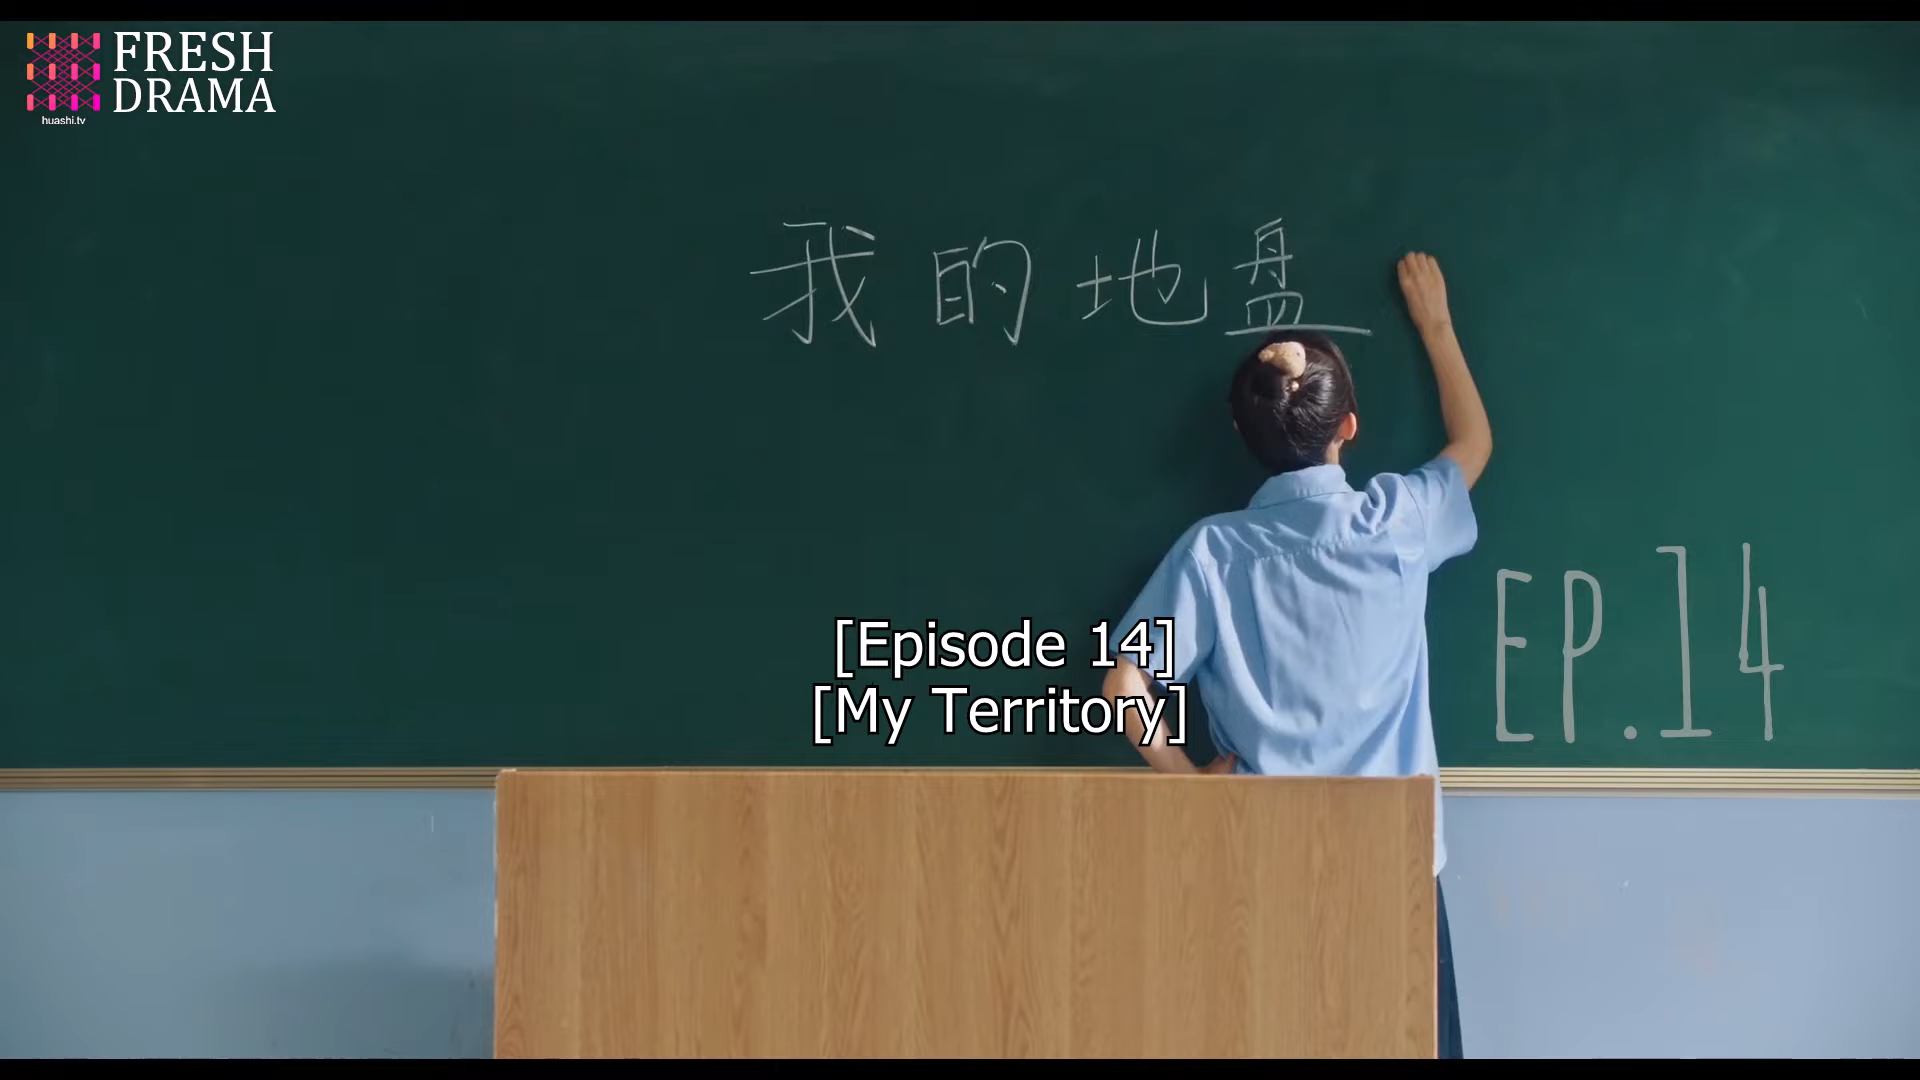 FRESH
DRAMA
huashi.tv
我的地盘
EP.14
[Episode 14]
[My Territory]